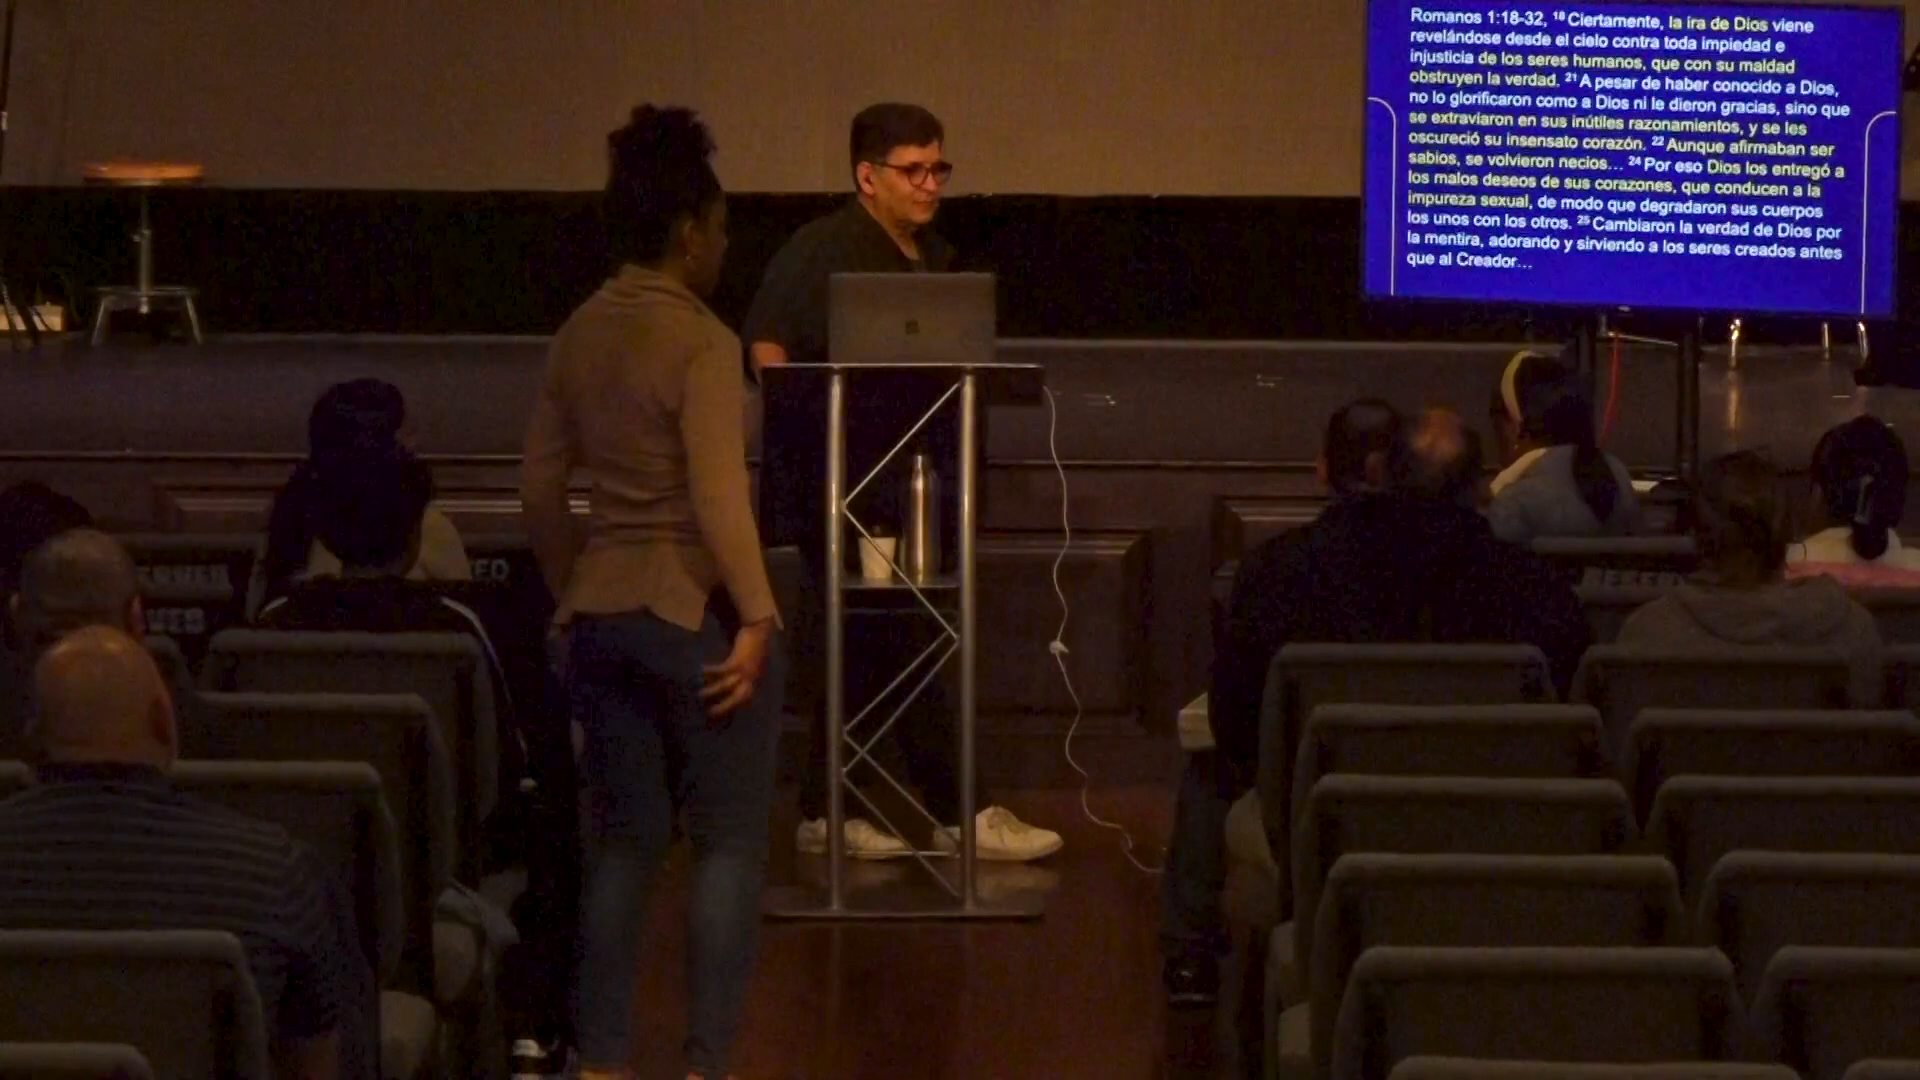 Romanos 1:18-32, ¹⁸ Ciertamente, la ira de Dios viene
revelándose desde el cielo contra toda impiedad e
injusticia de los seres humanos, que con su maldad
obstruyen la verdad. ²¹ A pesar de haber conocido a Dios,
no lo glorificaron como a Dios ni le dieron gracias, sino que
se extraviaron en sus inútiles razonamientos, y se les
oscureció su insensato corazón. ²² Aunque afirmaban ser
sabios, se volvieron necios... ²⁴ Por eso Dios los entregó a
los malos deseos de sus corazones, que conducen a la
impureza sexual, de modo que degradaron sus cuerpos
los unos con los otros. ²⁵ Cambiaron la verdad de Dios por
la mentira, adorando y sirviendo a los seres creados antes
que al Creador...